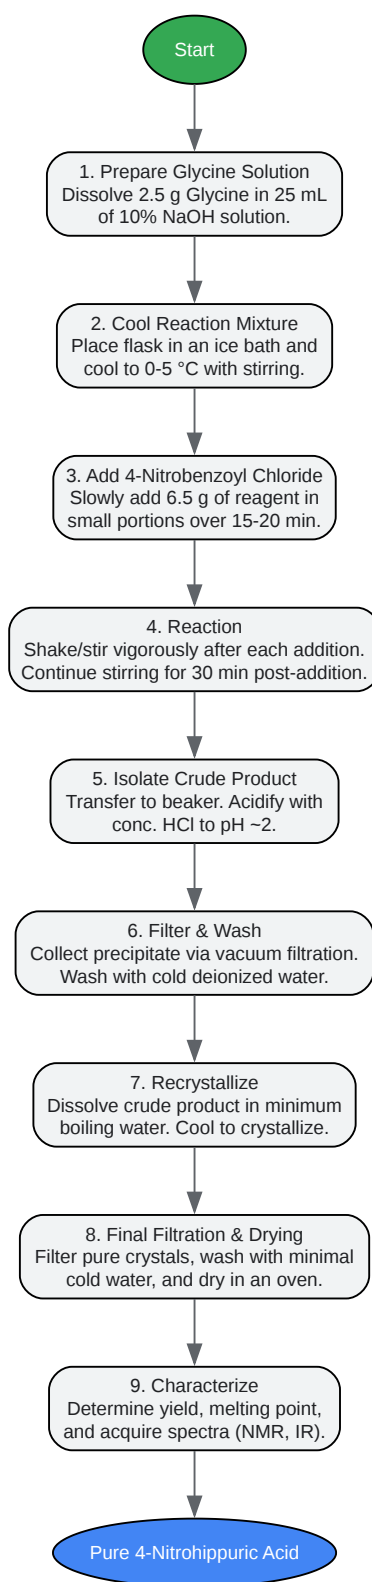 Start
1. Prepare Glycine Solution
Dissolve 2.5 g Glycine in 25 mL
of 10% NaOH solution.
2. Cool Reaction Mixture
Place flask in an ice bath and
cool to 0-5 °C with stirring.
3. Add 4-Nitrobenzoyl Chloride
Slowly add 6.5 g of reagent in
small portions over 15-20 min.
4. Reaction
Shake/stir vigorously after each addition.
Continue stirring for 30 min post-addition.
5. Isolate Crude Product
Transfer to beaker. Acidify with
conc. HCl to pH ~2.
6. Filter & Wash
Collect precipitate via vacuum filtration.
Wash with cold deionized water.
7. Recrystallize
Dissolve crude product in minimum
boiling water. Cool to crystallize.
8. Final Filtration & Drying
Filter pure crystals, wash with minimal
cold water, and dry in an oven.
9. Characterize
Determine yield, melting point,
and acquire spectra (NMR, IR).
Pure 4-Nitrohippuric Acid